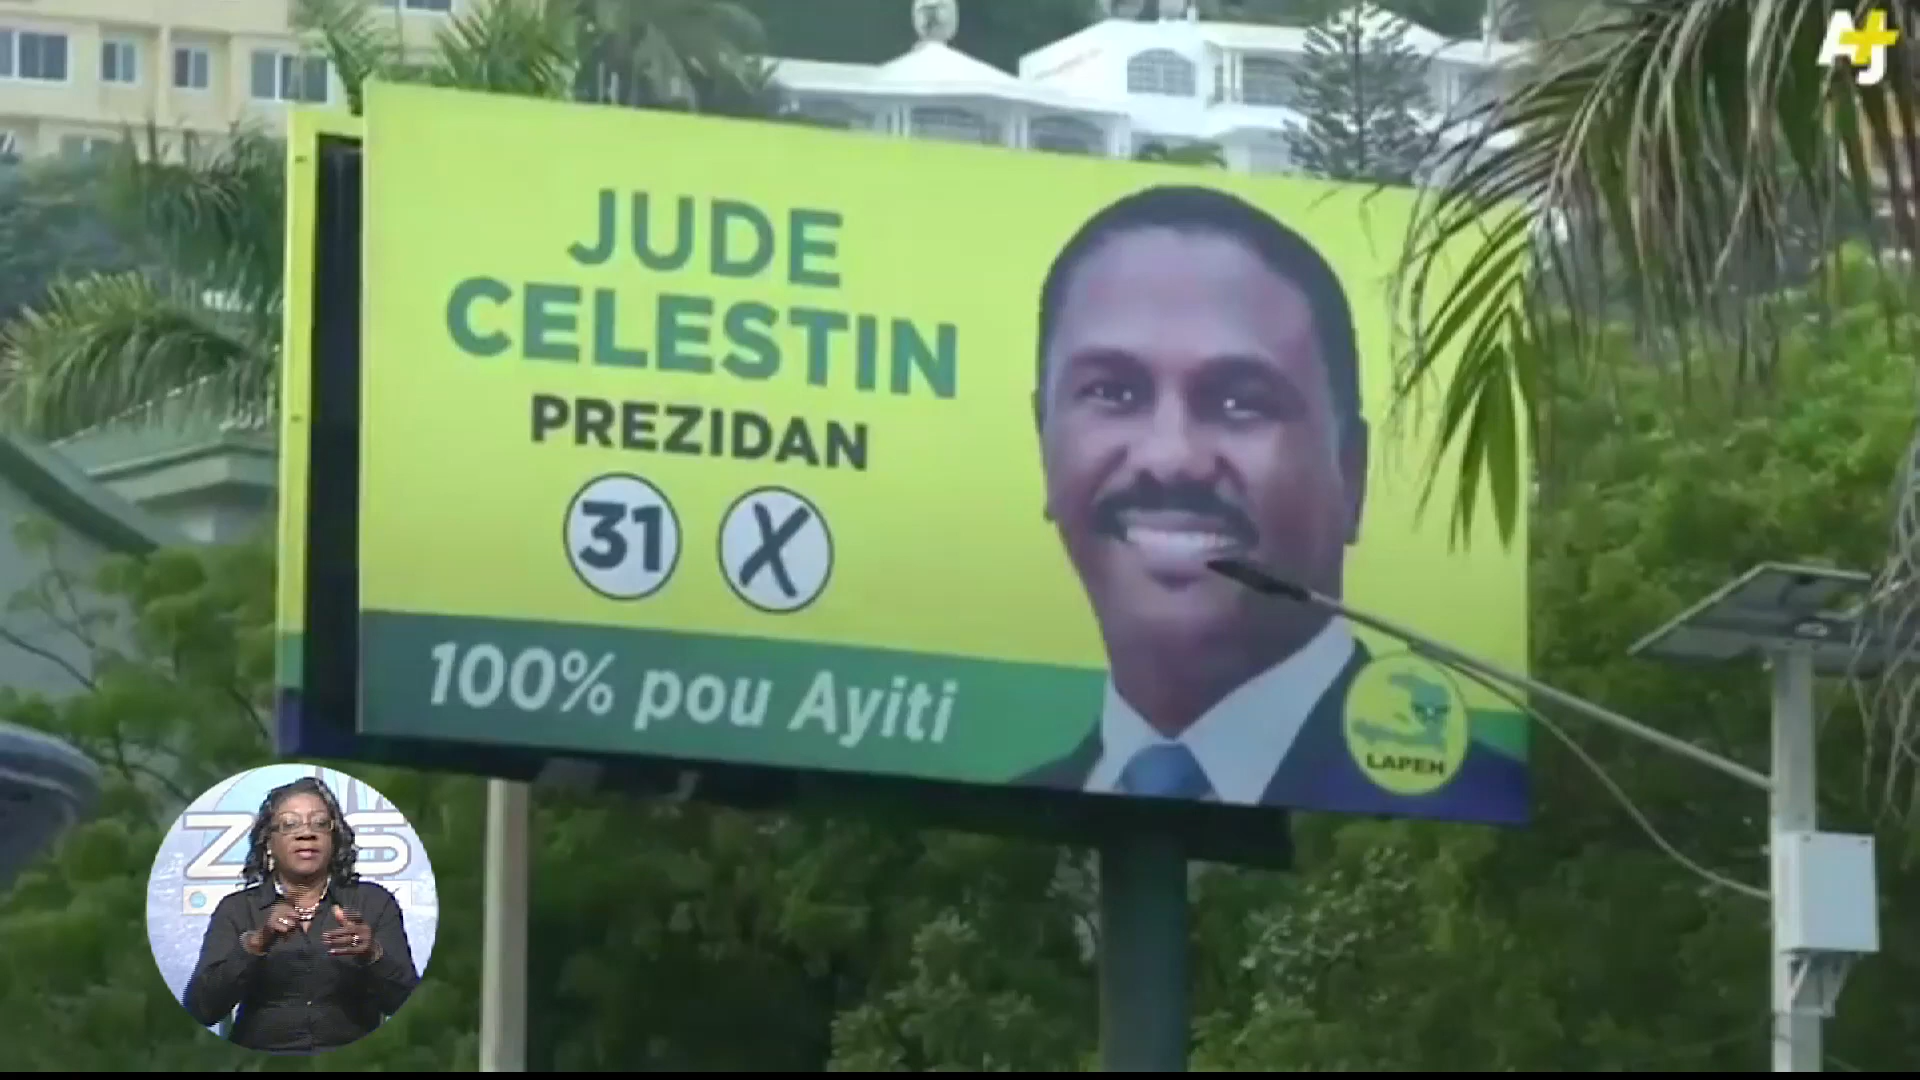 JUDE
CELESTIN
PREZIDAN
31 X
100% pou Ayiti
LAPEH
AJ+